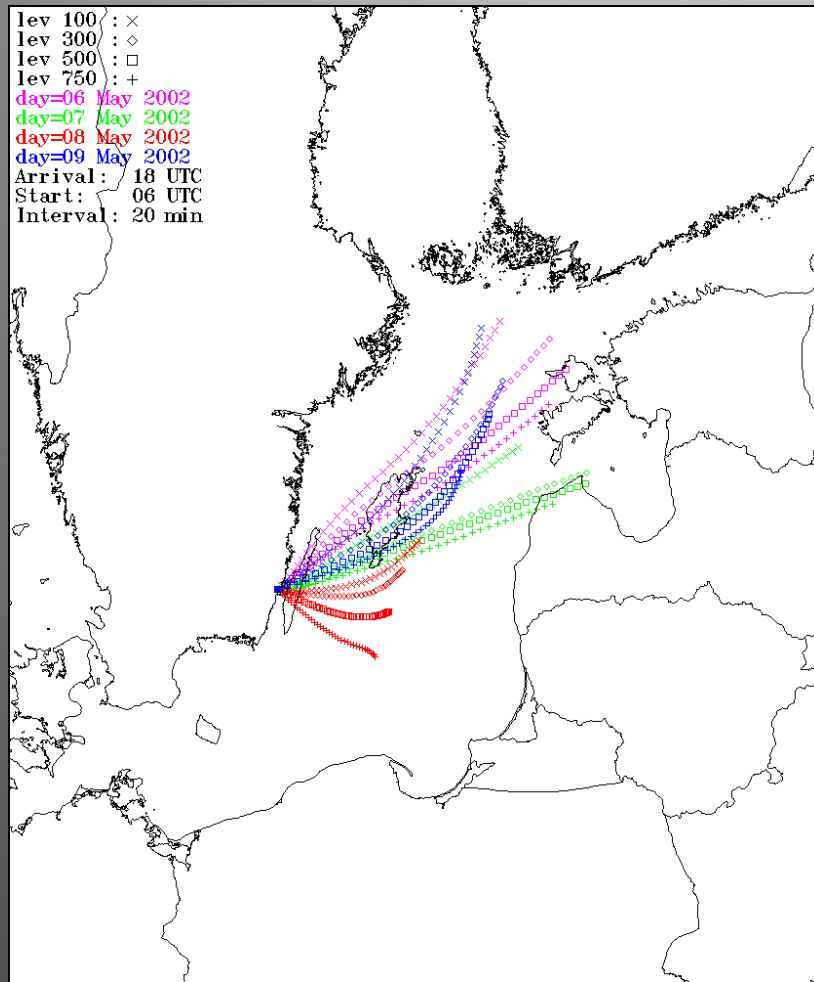 lev 100 : ×
lev 300 : ◇
lev 500 : □
lev 750 : +
day=06 May 2002
day=07 May 2002
day=08 May 2002
day=09 May 2002
Arrival: 18 UTC
Start: 06 UTC
Interval: 20 min